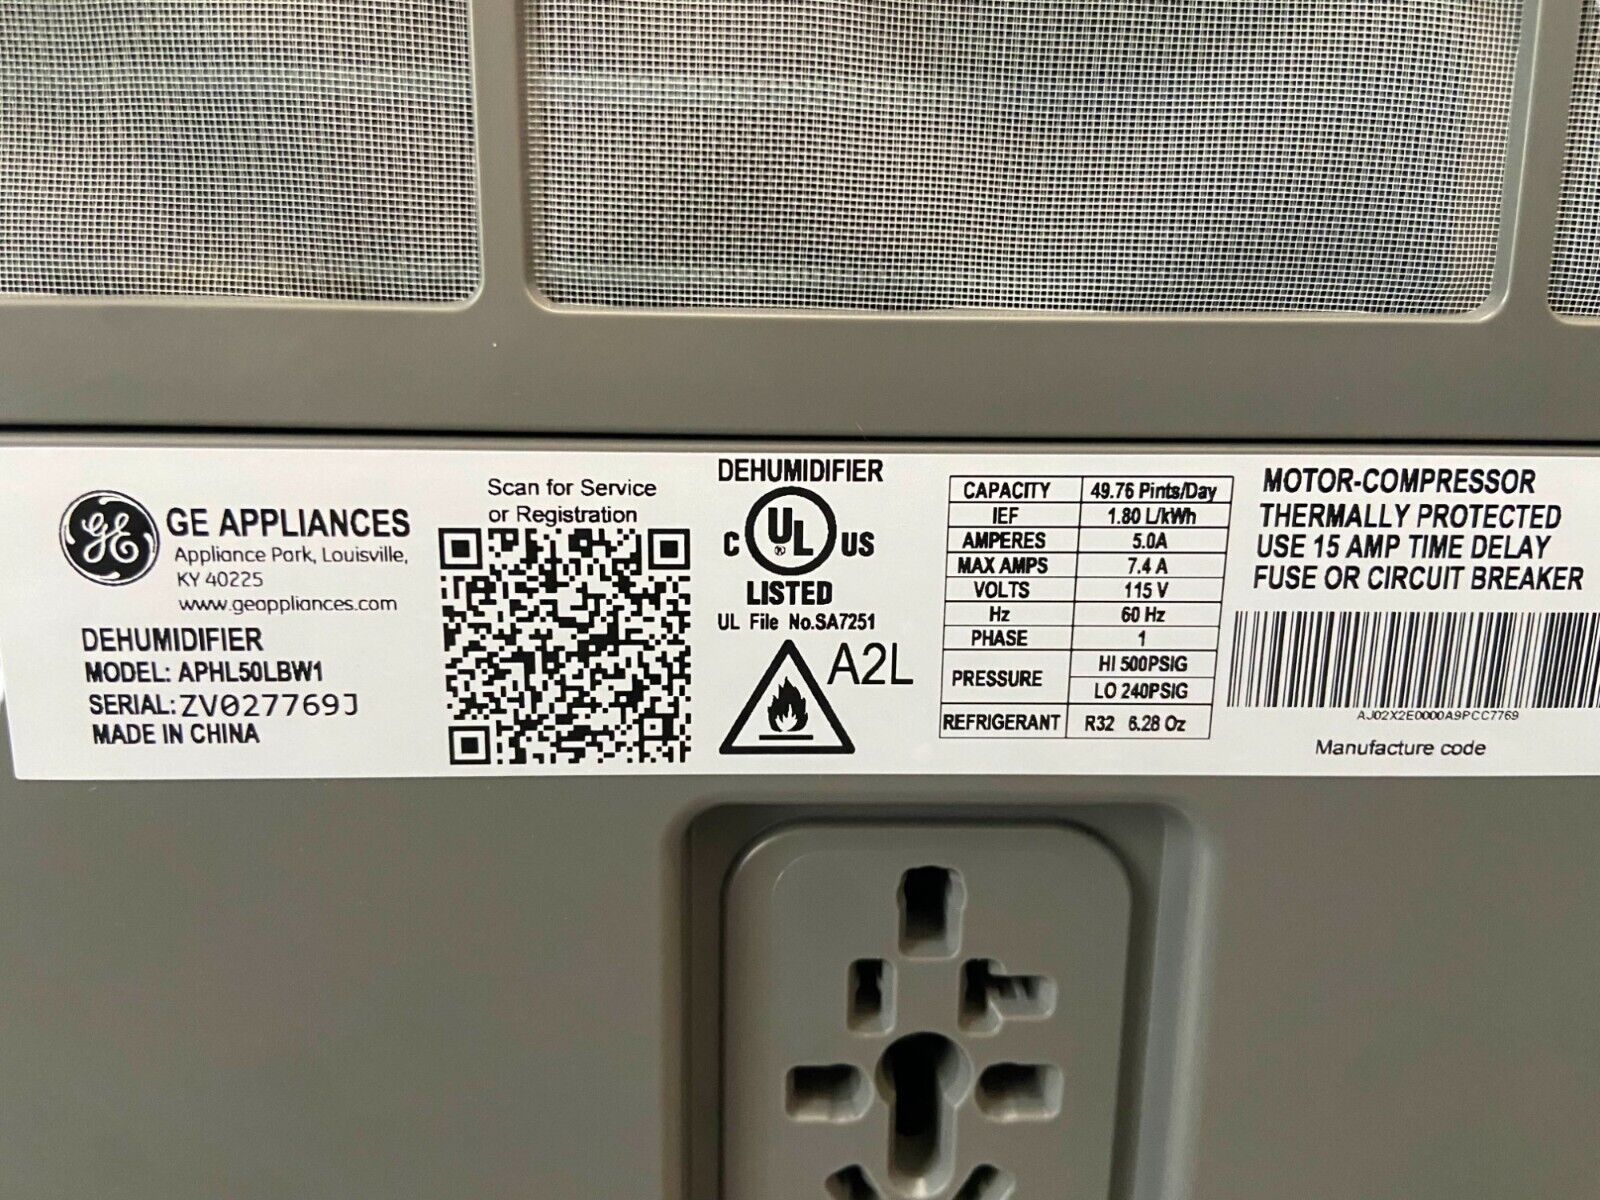 GE
GE APPLIANCES
Appliance Park, Louisville,
KY 40225
www.geappliances.com
DEHUMIDIFIER
MODEL: APHL50LBW1
SERIAL: ZV027769J
MADE IN CHINA
Scan for Service
or Registration
DEHUMIDIFIER
C UL ® US
LISTED
UL File No.SA7251
A2L
CAPACITY 49.76 Pints/Day
IEF 1.80 L/kWh
AMPERES 5.0A
MAX AMPS 7.4 A
VOLTS 115 V
Hz 60 Hz
PHASE 1
PRESSURE HI 500PSIG
LO 240PSIG
REFRIGERANT R32 6.28 Oz
MOTOR-COMPRESSOR
THERMALLY PROTECTED
USE 15 AMP TIME DELAY
FUSE OR CIRCUIT BREAKER
AJ02X2E0000A9PCC7769
Manufacture code